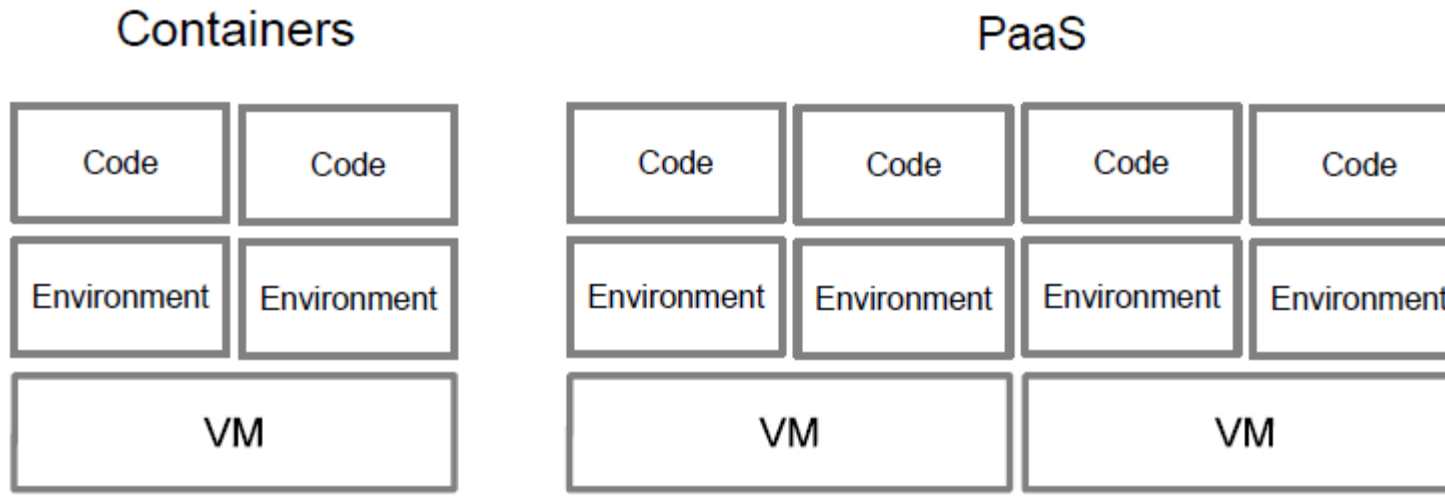 Containers PaaS
Code Code Code Code Code Code
Environment Environment Environment Environment Environment Environment
VM VM VM